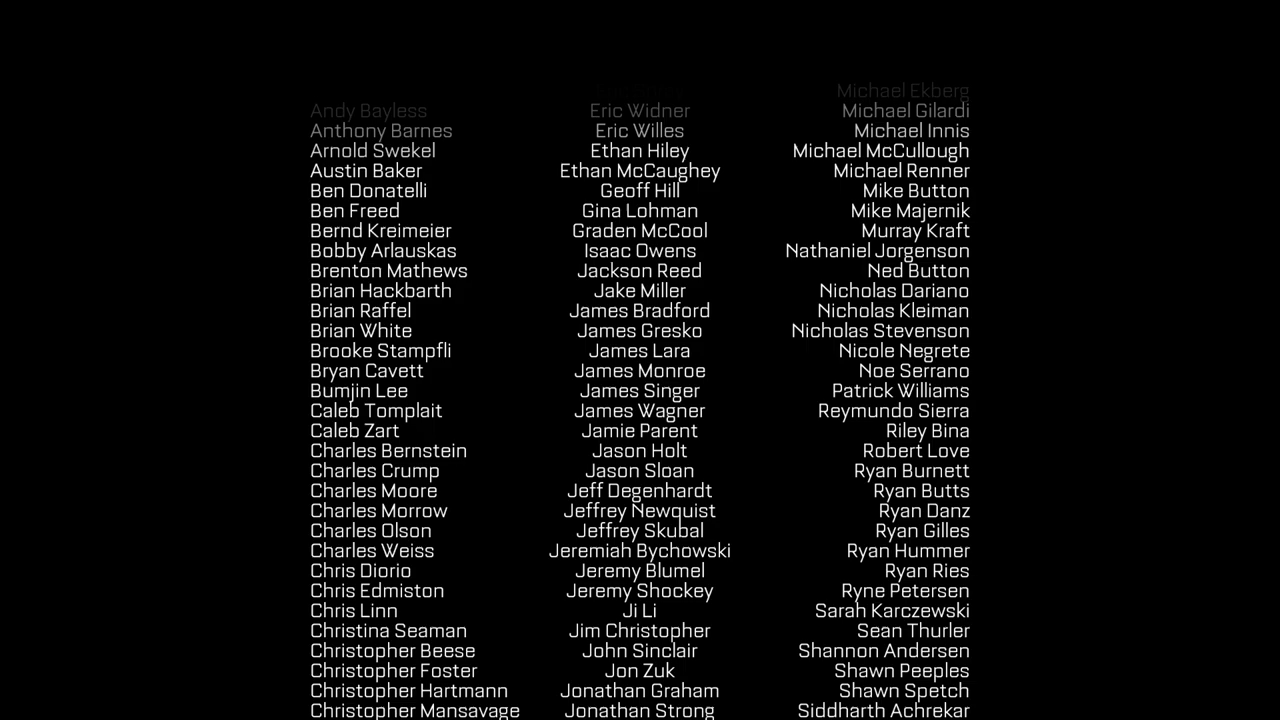 Andy Bayless
Anthony Barnes
Arnold Swekel
Austin Baker
Ben Donatelli
Ben Freed
Bernd Kreimeier
Bobby Arlauskas
Brenton Mathews
Brian Hackbarth
Brian Raffel
Brian White
Brooke Stampfli
Bryan Cavett
Bumjin Lee
Caleb Tomplait
Caleb Zart
Charles Bernstein
Charles Crump
Charles Moore
Charles Morrow
Charles Olson
Charles Weiss
Chris Diorio
Chris Edmiston
Chris Linn
Christina Seaman
Christopher Beese
Christopher Foster
Christopher Hartmann
Christopher Mansavage
Eric Widner
Eric Willes
Ethan Hiley
Ethan McCaughey
Geoff Hill
Gina Lohman
Graden McCool
Isaac Owens
Jackson Reed
Jake Miller
James Bradford
James Gresko
James Lara
James Monroe
James Singer
James Wagner
Jamie Parent
Jason Holt
Jason Sloan
Jeff Degenhardt
Jeffrey Newquist
Jeffrey Skubal
Jeremiah Bychowski
Jeremy Blumel
Jeremy Shockey
Ji Li
Jim Christopher
John Sinclair
Jon Zuk
Jonathan Graham
Jonathan Strong
Michael Ekberg
Michael Gilardi
Michael Innis
Michael McCullough
Michael Renner
Mike Button
Mike Majernik
Murray Kraft
Nathaniel Jorgenson
Ned Button
Nicholas Dariano
Nicholas Kleiman
Nicholas Stevenson
Nicole Negrete
Noe Serrano
Patrick Williams
Reymundo Sierra
Riley Bina
Robert Love
Ryan Burnett
Ryan Butts
Ryan Danz
Ryan Gilles
Ryan Hummer
Ryan Ries
Ryne Petersen
Sarah Karczewski
Sean Thurler
Shannon Andersen
Shawn Peeples
Shawn Spetch
Siddharth Achrekar